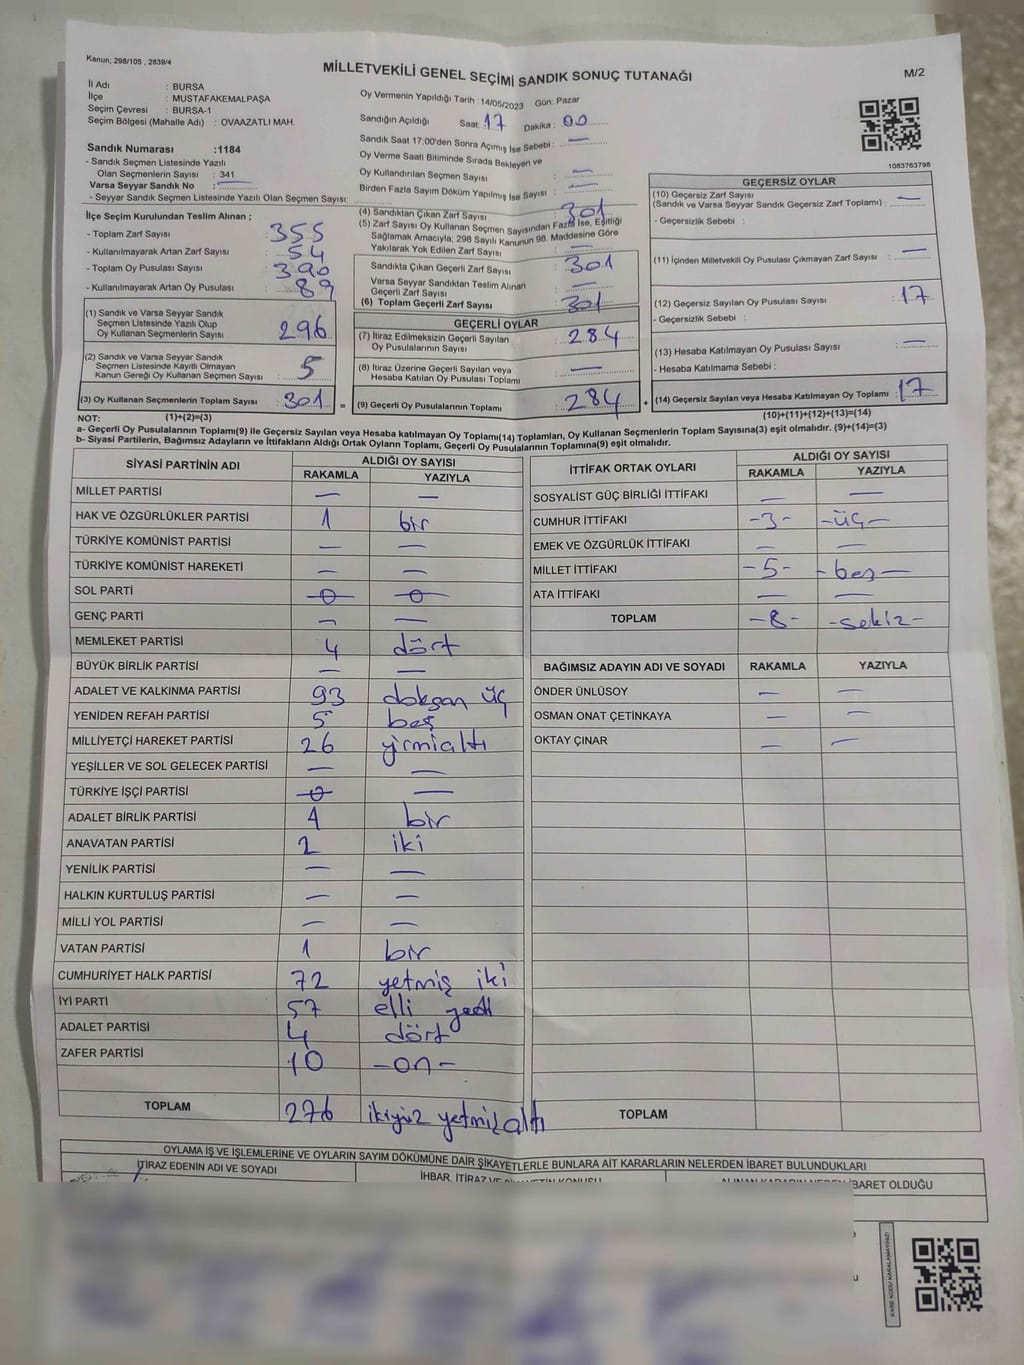 Kanun; 298/105 , 2839/4
MİLLETVEKİLİ GENEL SEÇİMİ SANDIK SONUÇ TUTANAĞI
M/2
İl Adı : BURSA
İlçe : MUSTAFAKEMALPAŞA
Seçim Çevresi : BURSA-1
Seçim Bölgesi (Mahalle Adı) : OVAAZATLI MAH.
Sandık Numarası :1184
- Sandık Seçmen Listesinde Yazılı
Olan Seçmenlerin Sayısı : 341
Varsa Seyyar Sandık No : —
- Seyyar Sandık Seçmen Listesinde Yazılı Olan Seçmen Sayısı:
Oy Vermenin Yapıldığı Tarih :14/05/2023 Gün: Pazar
Sandığın Açıldığı Saat: 17 Dakika : 00
Sandık Saat 17:00'den Sonra Açımış İse Sebebi : —
Oy Verme Saati Bitiminde Sırada Bekleyen ve
Oy Kullandırılan Seçmen Sayısı : —
Birden Fazla Sayım Döküm Yapılmış İse Sayısı : —
1083763798
İlçe Seçim Kurulundan Teslim Alınan ;
- Toplam Zarf Sayısı : 355
- Kullanılmayarak Artan Zarf Sayısı : 54
- Toplam Oy Pusulası Sayısı : 390
- Kullanılmayarak Artan Oy Pusulası : 89
(1) Sandık ve Varsa Seyyar Sandık
Seçmen Listesinde Yazılı Olup
Oy Kullanan Seçmenlerin Sayısı : 296
(2) Sandık ve Varsa Seyyar Sandık
Seçmen Listesinde Kayıtlı Olmayan
Kanun Gereği Oy Kullanan Seçmen Sayısı : 5
(3) Oy Kullanan Seçmenlerin Toplam Sayısı : 301 =
(4) Sandıktan Çıkan Zarf Sayısı : 301
(5) Zarf Sayısı Oy Kullanan Seçmen Sayısından Fazla İse, Eşitliği
Sağlamak Amacıyla; 298 Sayılı Kanunun 98. Maddesine Göre
Yakılarak Yok Edilen Zarf Sayısı : —
Sandıkta Çıkan Geçerli Zarf Sayısı : 301
Varsa Seyyar Sandıktan Teslim Alınan
Geçerli Zarf Sayısı : —
(6) Toplam Geçerli Zarf Sayısı : 301
GEÇERLİ OYLAR
(7) İtiraz Edilmeksizin Geçerli Sayılan
Oy Pusulalarının Sayısı : 284
(8) İtiraz Üzerine Geçerli Sayılan veya
Hesaba Katılan Oy Pusulası Toplamı : —
(9) Geçerli Oy Pusulalarının Toplamı : 284 +
GEÇERSİZ OYLAR
(10) Geçersiz Zarf Sayısı
(Sandık ve Varsa Seyyar Sandık Geçersiz Zarf Toplamı) : —
- Geçersizlik Sebebi :
(11) İçinden Milletvekili Oy Pusulası Çıkmayan Zarf Sayısı : —
(12) Geçersiz Sayılan Oy Pusulası Sayısı : 17
- Geçersizlik Sebebi :
(13) Hesaba Katılmayan Oy Pusulası Sayısı : —
- Hesaba Katılmama Sebebi :
(14) Geçersiz Sayılan veya Hesaba Katılmayan Oy Toplamı : 17
NOT: (1)+(2)=(3)
(10)+(11)+(12)+(13)=(14)
a- Geçerli Oy Pusulalarının Toplamı(9) ile Geçersiz Sayılan veya Hesaba katılmayan Oy Toplamı(14) Toplamları, Oy Kullanan Seçmenlerin Toplam Sayısına(3) eşit olmalıdır. (9)+(14)=(3)
b- Siyasi Partilerin, Bağımsız Adayların ve İttifakların Aldığı Ortak Oyların Toplamı, Geçerli Oy Pusulalarının Toplamına(9) eşit olmalıdır.
SİYASİ PARTİNİN ADI ALDIĞI OY SAYISI
RAKAMLA YAZIYLA
MİLLET PARTİSİ — —
HAK VE ÖZGÜRLÜKLER PARTİSİ 1 bir
TÜRKİYE KOMÜNİST PARTİSİ — —
TÜRKİYE KOMÜNİST HAREKETİ — —
SOL PARTİ -0- -0-
GENÇ PARTİ — —
MEMLEKET PARTİSİ 4 dört
BÜYÜK BİRLİK PARTİSİ — —
ADALET VE KALKINMA PARTİSİ 93 doksan üç
YENİDEN REFAH PARTİSİ 5 beş
MİLLİYETÇİ HAREKET PARTİSİ 26 yirmialtı
YEŞİLLER VE SOL GELECEK PARTİSİ — —
TÜRKİYE İŞÇİ PARTİSİ -0- —
ADALET BİRLİK PARTİSİ 1 bir
ANAVATAN PARTİSİ 2 iki
YENİLİK PARTİSİ — —
HALKIN KURTULUŞ PARTİSİ — —
MİLLİ YOL PARTİSİ — —
VATAN PARTİSİ 1 bir
CUMHURİYET HALK PARTİSİ 72 yetmiş iki
İYİ PARTİ 57 elli yedi
ADALET PARTİSİ 4 dört
ZAFER PARTİSİ 10 -on-
TOPLAM 276 ikiyüz yetmiş altı
İTTİFAK ORTAK OYLARI ALDIĞI OY SAYISI
RAKAMLA YAZIYLA
SOSYALİST GÜÇ BİRLİĞİ İTTİFAKI — —
CUMHUR İTTİFAKI -3- -üç-
EMEK VE ÖZGÜRLÜK İTTİFAKI — —
MİLLET İTTİFAKI -5- -beş-
ATA İTTİFAKI — —
TOPLAM -8- -sekiz-
BAĞIMSIZ ADAYIN ADI VE SOYADI RAKAMLA YAZIYLA
ÖNDER ÜNLÜSOY — —
OSMAN ONAT ÇETİNKAYA — —
OKTAY ÇINAR — —
TOPLAM
OYLAMA İŞ VE İŞLEMLERİNE VE OYLARIN SAYIM DÖKÜMÜNE DAİR ŞİKAYETLERLE BUNLARA AİT KARARLARIN NELERDEN İBARET BULUNDUKLARI
İTİRAZ EDENİN ADI VE SOYADI
İHBAR, İTİRAZ VE
İBARET OLDUĞU
KARE KODU KARALAMAYINIZ!